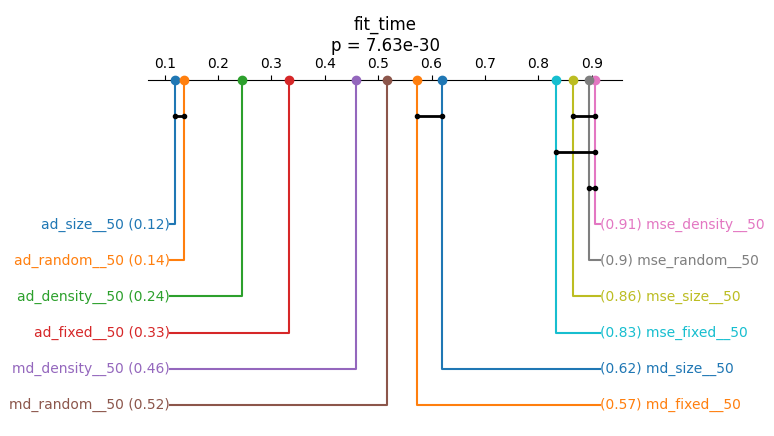 fit_time
p = 7.63e-30
0.1 0.2 0.3 0.4 0.5 0.6 0.7 0.8 0.9
ad_size__50 (0.12) (0.91) mse_density__50
ad_random__50 (0.14) (0.9) mse_random__50
ad_density__50 (0.24) (0.86) mse_size__50
ad_fixed__50 (0.33) (0.83) mse_fixed__50
md_density__50 (0.46) (0.62) md_size__50
md_random__50 (0.52) (0.57) md_fixed__50